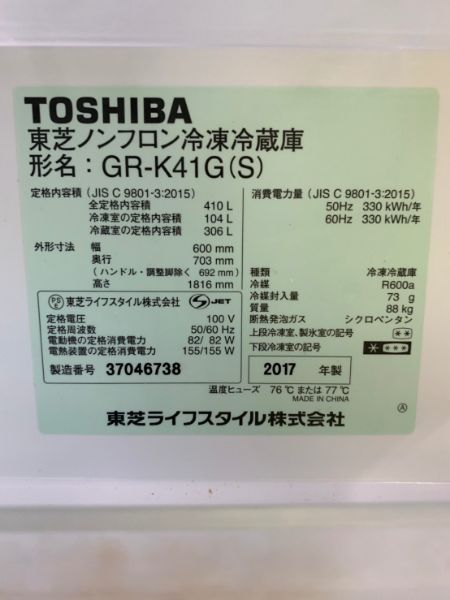 TOSHIBA
東芝ノンフロン冷凍冷蔵庫
形名：GR-K41G(S)
定格内容積（JIS C 9801-3:2015）
全定格内容積 410 L
冷凍室の定格内容積 104 L
冷蔵室の定格内容積 306 L
外形寸法 幅 600 mm
奥行 703 mm
（ハンドル・調整脚除く 692 mm）
高さ 1816 mm
PSE 東芝ライフスタイル株式会社 S JET
定格電圧 100 V
定格周波数 50/60 Hz
電動機の定格消費電力 82/ 82 W
電熱装置の定格消費電力 155/155 W
製造番号 37046738
消費電力量（JIS C 9801-3:2015）
50Hz 330 kWh/年
60Hz 330 kWh/年
種類 冷凍冷蔵庫
冷媒 R600a
冷媒封入量 73 g
質量 88 kg
断熱発泡ガス シクロペンタン
上段冷凍室、製氷室の記号 **
下段冷凍室の記号 * ***
2017 年製
温度ヒューズ 76 ℃ または 77 ℃
MADE IN CHINA
Ⓐ
東芝ライフスタイル株式会社